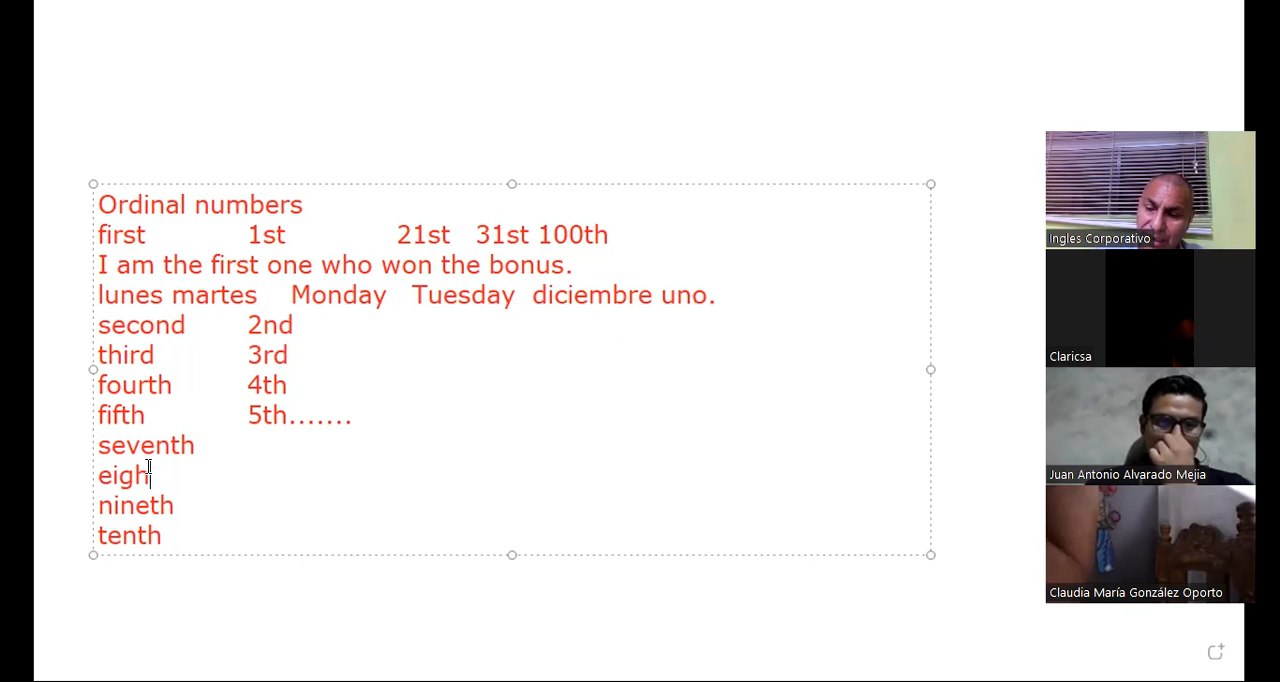 Ordinal numbers
first 1st 21st 31st 100th
I am the first one who won the bonus.
lunes martes Monday Tuesday diciembre uno.
second 2nd
third 3rd
fourth 4th
fifth 5th.......
seventh
eigh
nineth
tenth
Ingles Corporativo
Claricsa
Juan Antonio Alvarado Mejia
Claudia María González Oporto